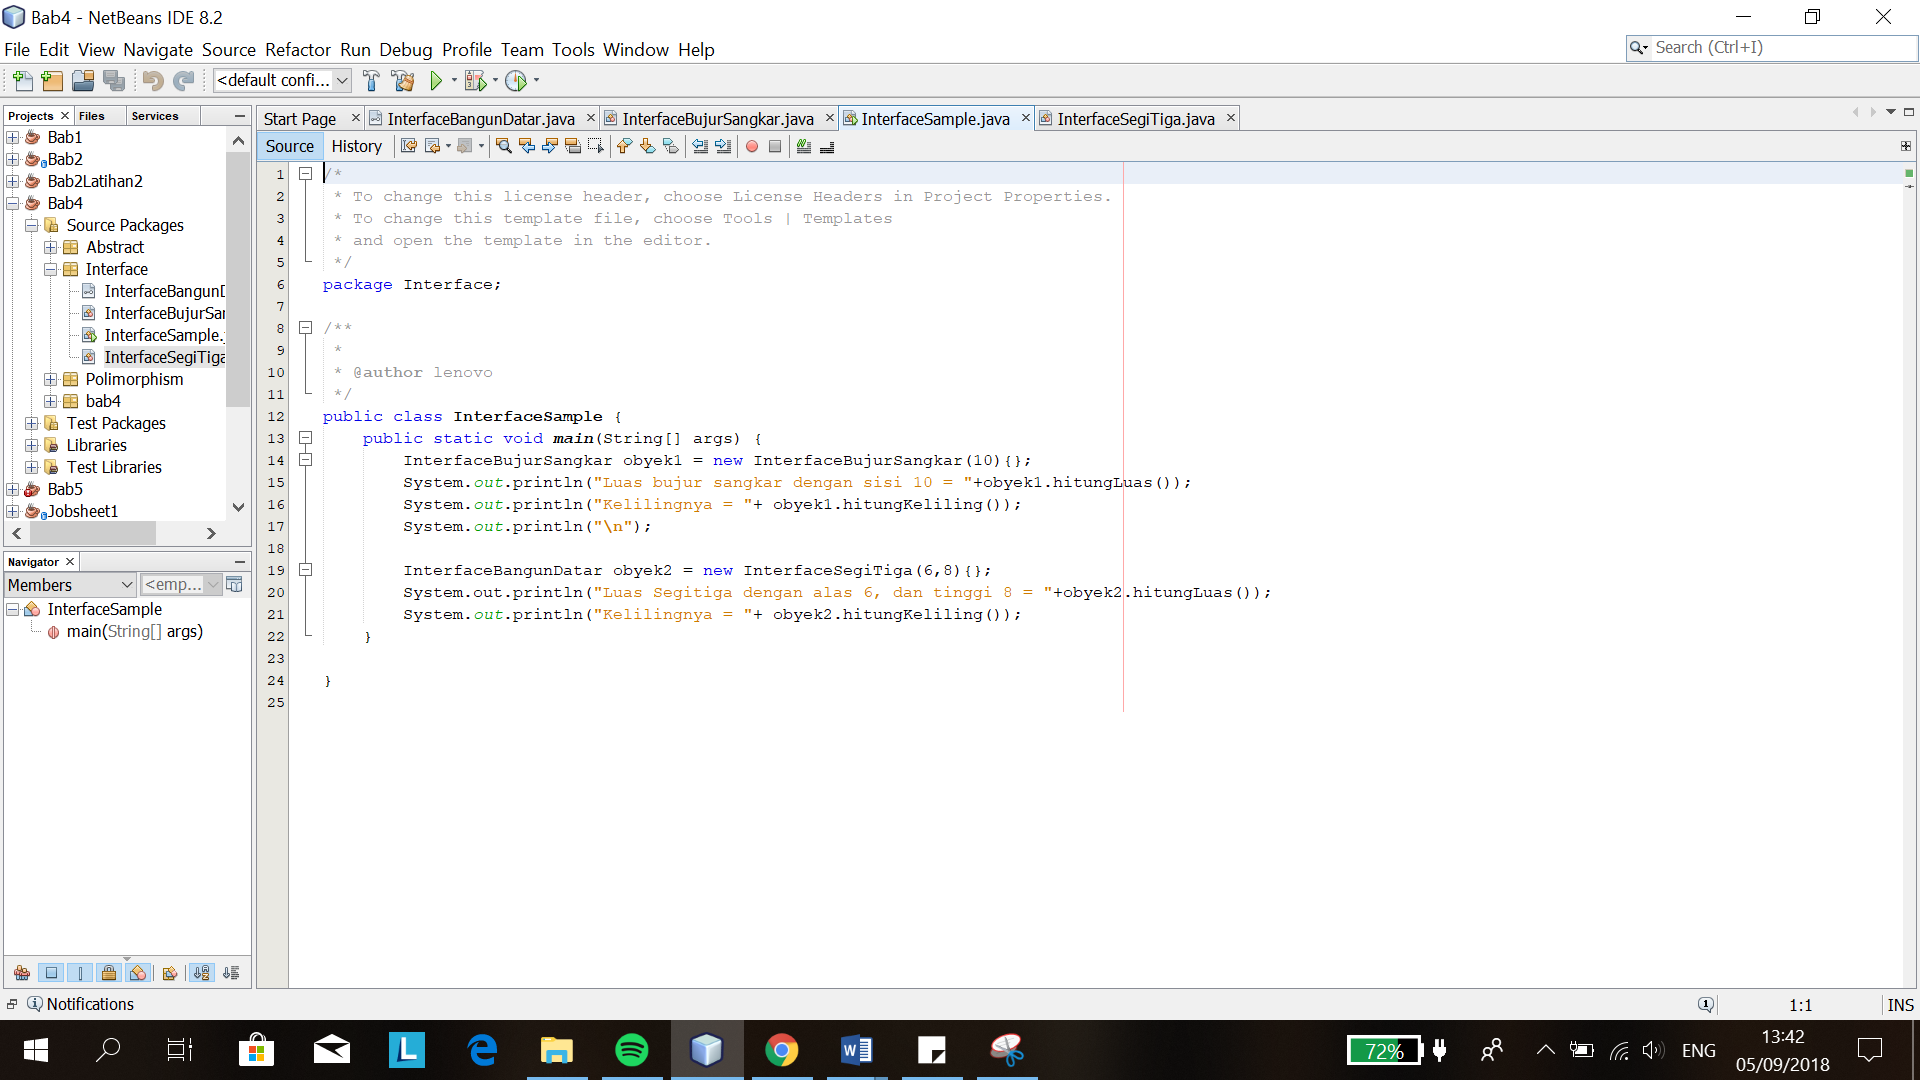 Bab4 - NetBeans IDE 8.2
File Edit View Navigate Source Refactor Run Debug Profile Team Tools Window Help
Search (Ctrl+I)
<default confi...
Projects Files Services
Bab1
Bab2
Bab2Latihan2
Bab4
Source Packages
Abstract
Interface
InterfaceBangunD
InterfaceBujurSar
InterfaceSample.
InterfaceSegiTiga
Polimorphism
bab4
Test Packages
Libraries
Test Libraries
Bab5
Jobsheet1
Navigator
Members <emp...
InterfaceSample
main(String[] args)
Start Page InterfaceBangunDatar.java InterfaceBujurSangkar.java InterfaceSample.java InterfaceSegiTiga.java
Source History
1 /*
2 * To change this license header, choose License Headers in Project Properties.
3 * To change this template file, choose Tools | Templates
4 * and open the template in the editor.
5 */
6 package Interface;
7
8 /**
9 *
10 * @author lenovo
11 */
12 public class InterfaceSample {
13 public static void main(String[] args) {
14 InterfaceBujurSangkar obyek1 = new InterfaceBujurSangkar(10){};
15 System.out.println("Luas bujur sangkar dengan sisi 10 = "+obyek1.hitungLuas());
16 System.out.println("Kelilingnya = "+ obyek1.hitungKeliling());
17 System.out.println("\n");
18
19 InterfaceBangunDatar obyek2 = new InterfaceSegiTiga(6,8){};
20 System.out.println("Luas Segitiga dengan alas 6, dan tinggi 8 = "+obyek2.hitungLuas());
21 System.out.println("Kelilingnya = "+ obyek2.hitungKeliling());
22 }
23
24 }
25
Notifications
1:1 INS
72%
ENG
13:42
05/09/2018